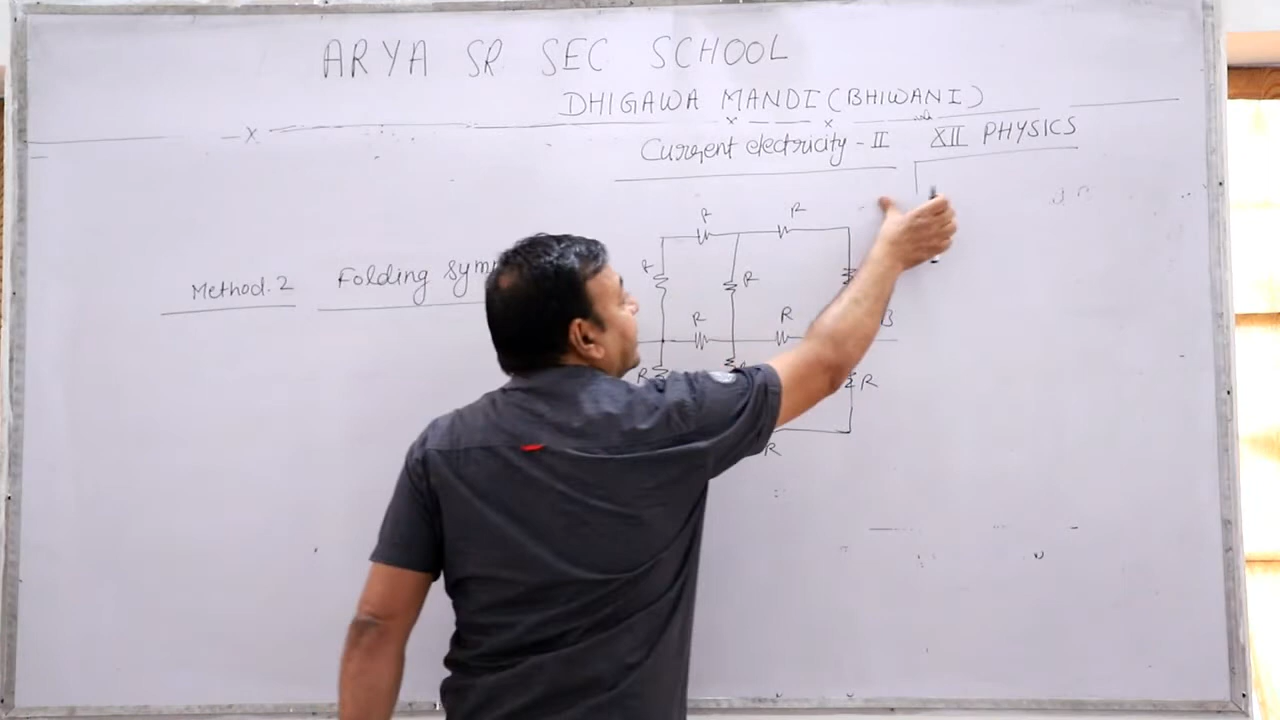 ARYA SR SEC SCHOOL
DHIGAWA MANDI (BHIWANI)
Current electricity - II XII PHYSICS
Method. 2 Folding
R R
R R
R R B
R R
R